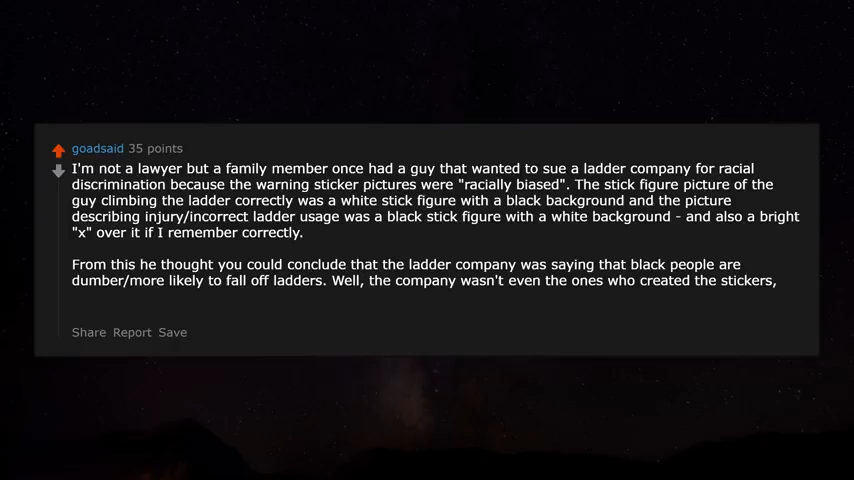 goadsaid 35 points
I'm not a lawyer but a family member once had a guy that wanted to sue a ladder company for racial
discrimination because the warning sticker pictures were "racially biased". The stick figure picture of the
guy climbing the ladder correctly was a white stick figure with a black background and the picture
describing injury/incorrect ladder usage was a black stick figure with a white background - and also a bright
"x" over it if I remember correctly.
From this he thought you could conclude that the ladder company was saying that black people are
dumber/more likely to fall off ladders. Well, the company wasn't even the ones who created the stickers,
Share Report Save